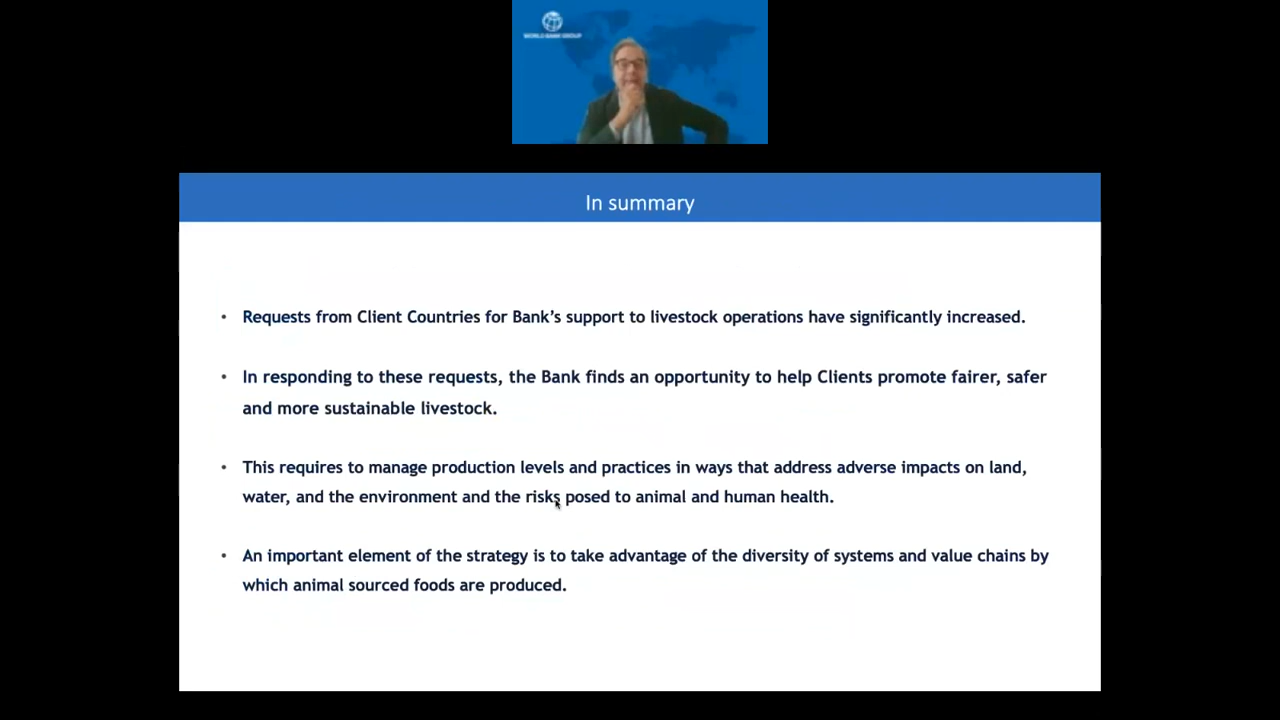 WORLD BANK GROUP
In summary
• Requests from Client Countries for Bank’s support to livestock operations have significantly increased.
• In responding to these requests, the Bank finds an opportunity to help Clients promote fairer, safer
and more sustainable livestock.
• This requires to manage production levels and practices in ways that address adverse impacts on land,
water, and the environment and the risks posed to animal and human health.
• An important element of the strategy is to take advantage of the diversity of systems and value chains by
which animal sourced foods are produced.